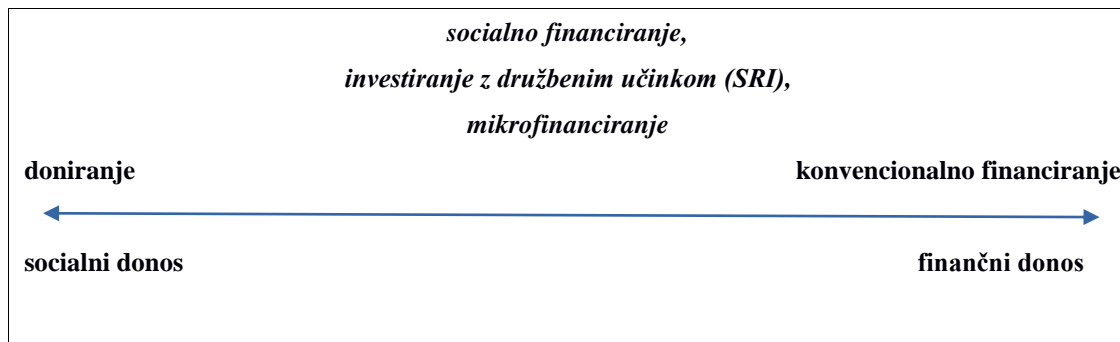 socialno financiranje,
investiranje z družbenim učinkom (SRI),
mikrofinanciranje
doniranje konvencionalno financiranje
socialni donos finančni donos